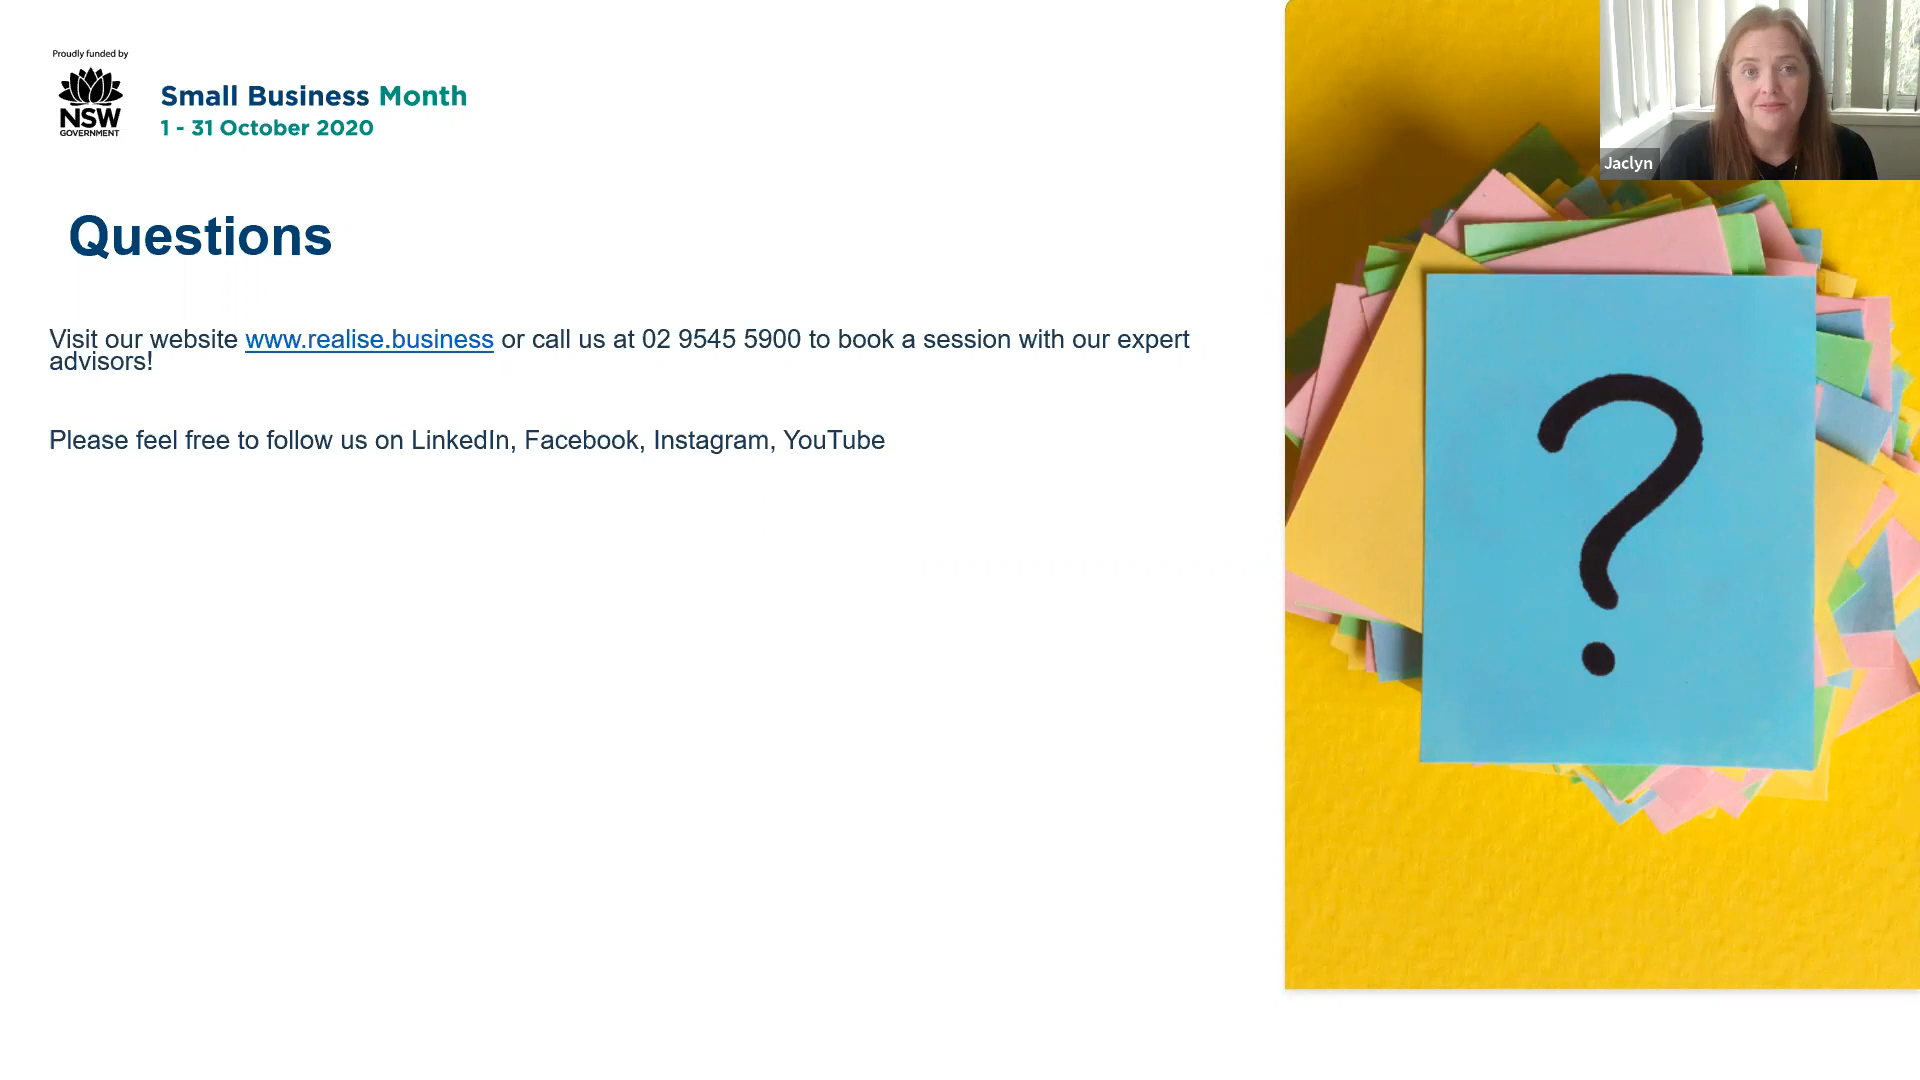 Proudly funded by
NSW
GOVERNMENT
Small Business Month
1 - 31 October 2020
Jaclyn
Questions
Visit our website www.realise.business or call us at 02 9545 5900 to book a session with our expert
advisors!
Please feel free to follow us on LinkedIn, Facebook, Instagram, YouTube
?